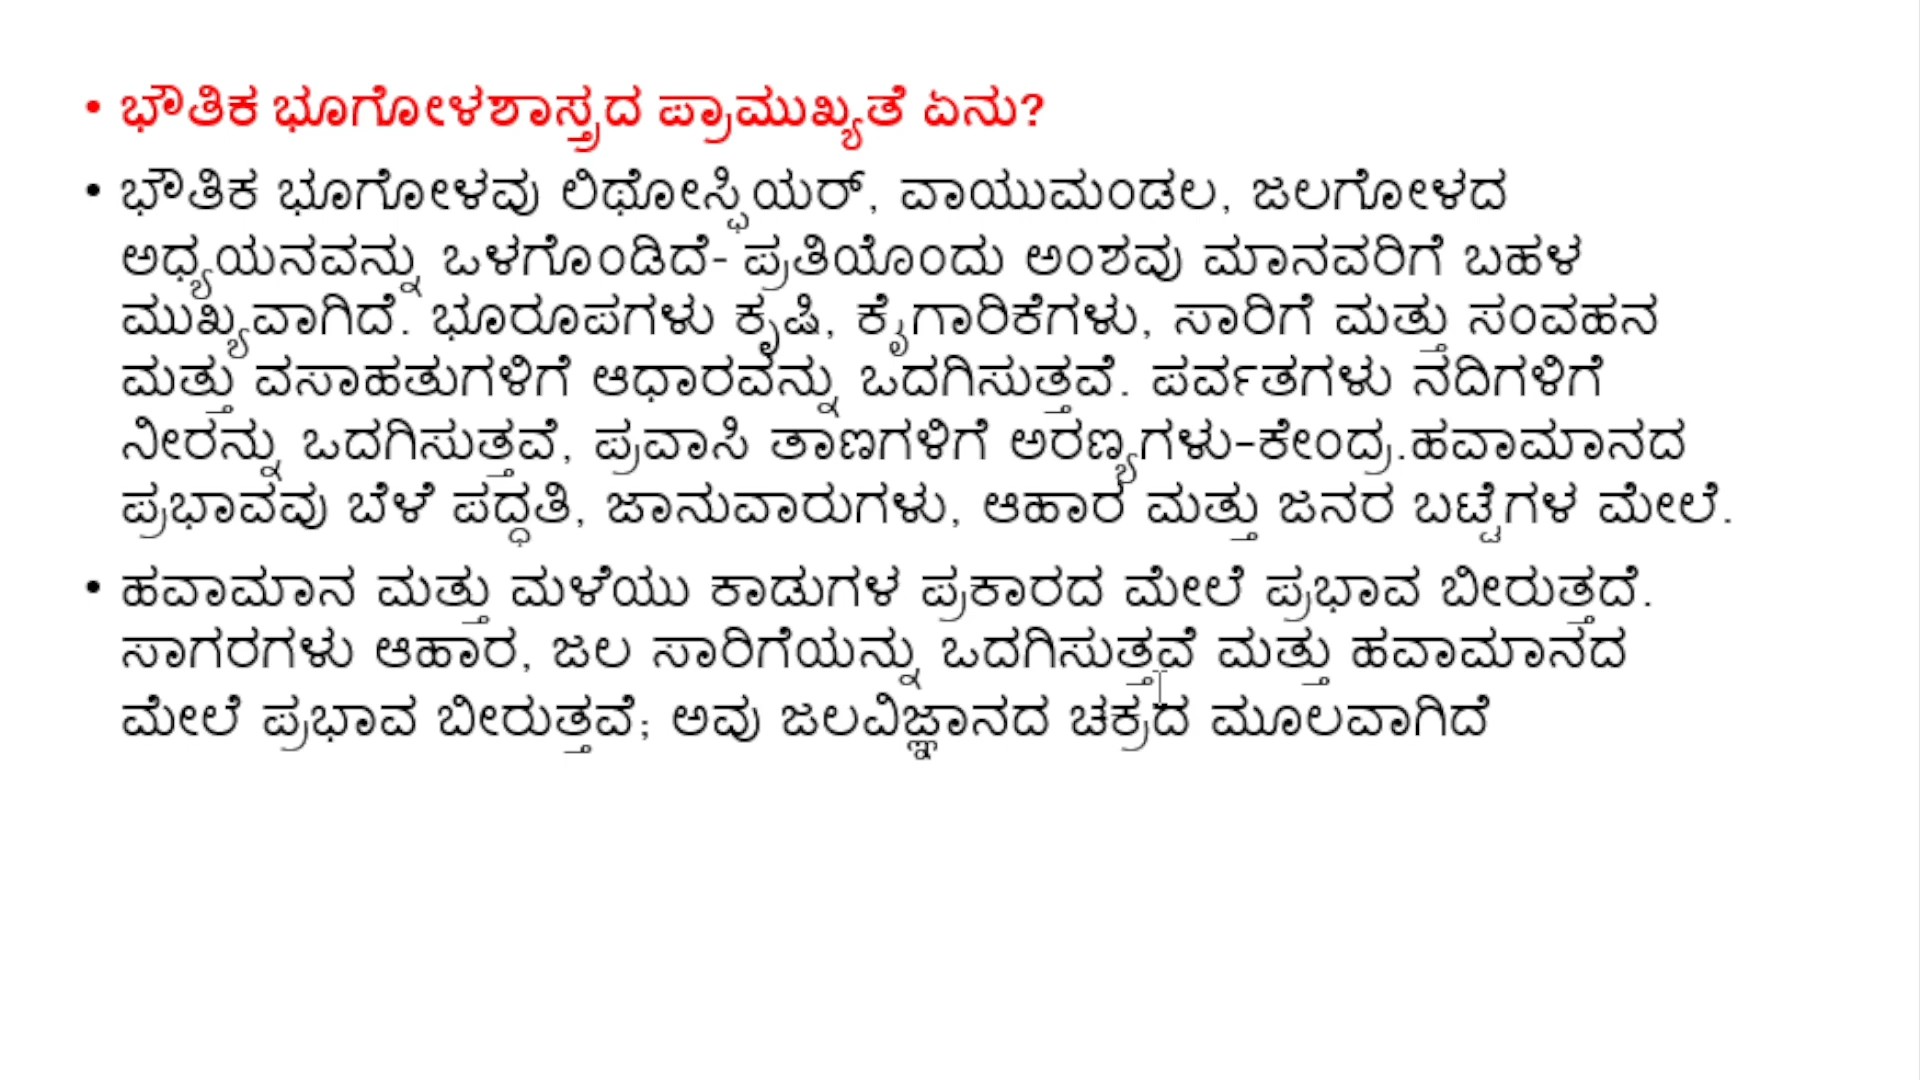 • ಭೌತಿಕ ಭೂಗೋಳಶಾಸ್ತ್ರದ ಪ್ರಾಮುಖ್ಯತೆ ಏನು?
• ಭೌತಿಕ ಭೂಗೋಳವು ಲಿಥೋಸ್ಫಿಯರ್, ವಾಯುಮಂಡಲ, ಜಲಗೋಳದ
ಅಧ್ಯಯನವನ್ನು ಒಳಗೊಂಡಿದೆ- ಪ್ರತಿಯೊಂದು ಅಂಶವು ಮಾನವರಿಗೆ ಬಹಳ
ಮುಖ್ಯವಾಗಿದೆ. ಭೂರೂಪಗಳು ಕೃಷಿ, ಕೈಗಾರಿಕೆಗಳು, ಸಾರಿಗೆ ಮತ್ತು ಸಂವಹನ
ಮತ್ತು ವಸಾಹತುಗಳಿಗೆ ಆಧಾರವನ್ನು ಒದಗಿಸುತ್ತವೆ. ಪರ್ವತಗಳು ನದಿಗಳಿಗೆ
ನೀರನ್ನು ಒದಗಿಸುತ್ತವೆ, ಪ್ರವಾಸಿ ತಾಣಗಳಿಗೆ ಅರಣ್ಯಗಳು-ಕೇಂದ್ರ.ಹವಾಮಾನದ
ಪ್ರಭಾವವು ಬೆಳೆ ಪದ್ಧತಿ, ಜಾನುವಾರುಗಳು, ಆಹಾರ ಮತ್ತು ಜನರ ಬಟ್ಟೆಗಳ ಮೇಲೆ.
• ಹವಾಮಾನ ಮತ್ತು ಮಳೆಯು ಕಾಡುಗಳ ಪ್ರಕಾರದ ಮೇಲೆ ಪ್ರಭಾವ ಬೀರುತ್ತದೆ.
ಸಾಗರಗಳು ಆಹಾರ, ಜಲ ಸಾರಿಗೆಯನ್ನು ಒದಗಿಸುತ್ತವೆ ಮತ್ತು ಹವಾಮಾನದ
ಮೇಲೆ ಪ್ರಭಾವ ಬೀರುತ್ತವೆ; ಅವು ಜಲವಿಜ್ಞಾನದ ಚಕ್ರದ ಮೂಲವಾಗಿದೆ